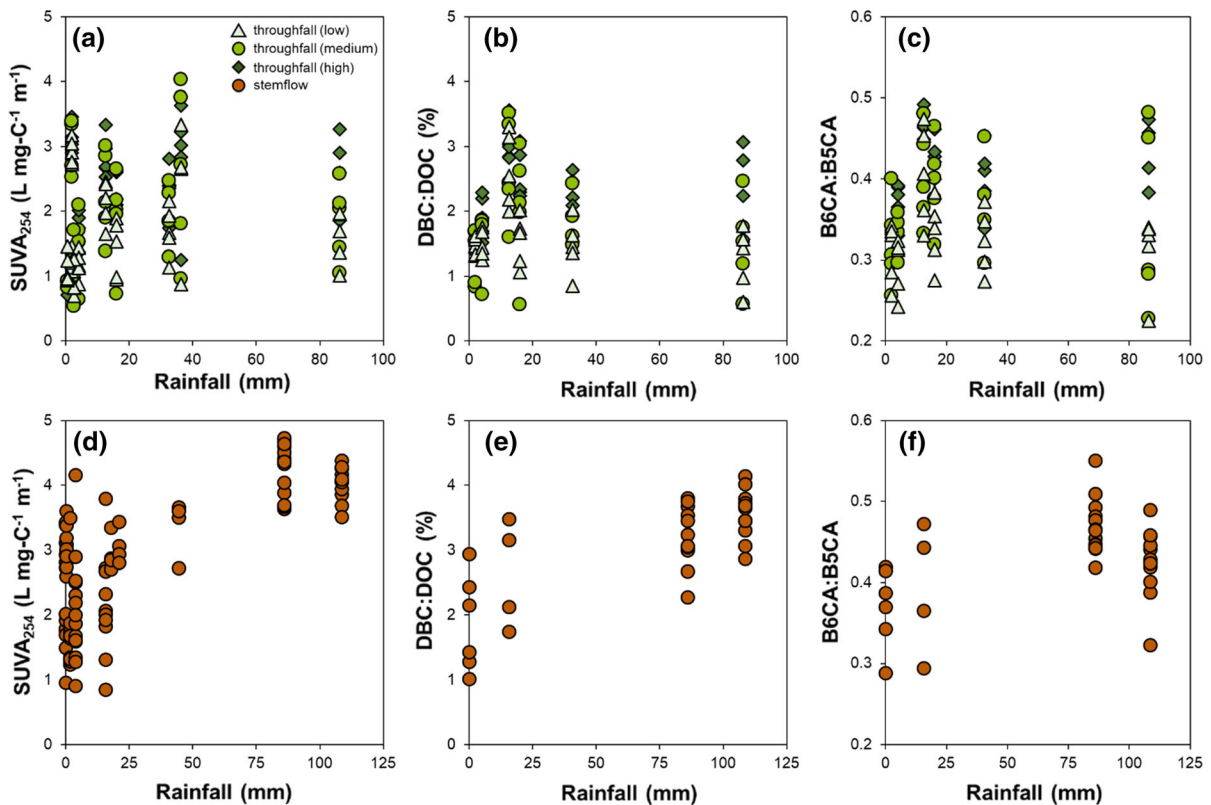 (a)
throughfall (low)
throughfall (medium)
throughfall (high)
stemflow
SUVA254 (L mg-C-1 m-1)
5
4
3
2
1
0
0 20 40 60 80 100
Rainfall (mm)
(b)
DBC:DOC (%)
5
4
3
2
1
0
0 25 50 75 100
Rainfall (mm)
(c)
B6CA:B5CA
0.6
0.5
0.4
0.3
0.2
0 20 40 60 80 100
Rainfall (mm)
(d)
SUVA254 (L mg-C-1 m-1)
5
4
3
2
1
0
0 25 50 75 100 125
Rainfall (mm)
(e)
DBC:DOC (%)
5
4
3
2
1
0
0 25 50 75 100 125
Rainfall (mm)
(f)
B6CA:B5CA
0.6
0.5
0.4
0.3
0.2
0 25 50 75 100 125
Rainfall (mm)